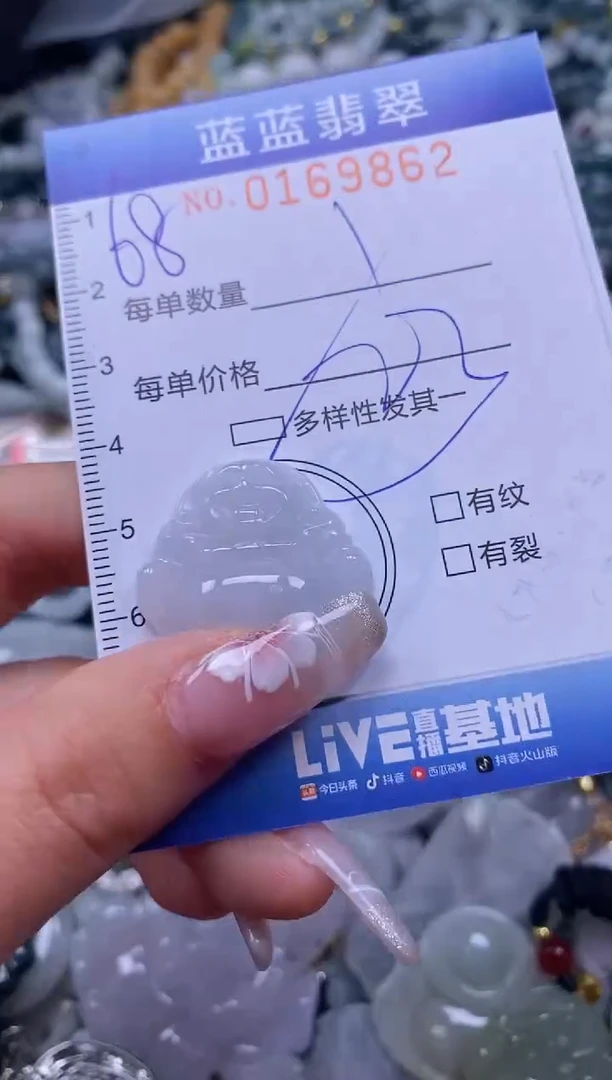 蓝蓝翡翠
NO. 0169862
68
每单数量 1
每单价格
多样性发其一
有纹
有裂
1
2
3
4
5
6
LiVE直播基地
今日头条 抖音 西瓜视频 抖音火山版